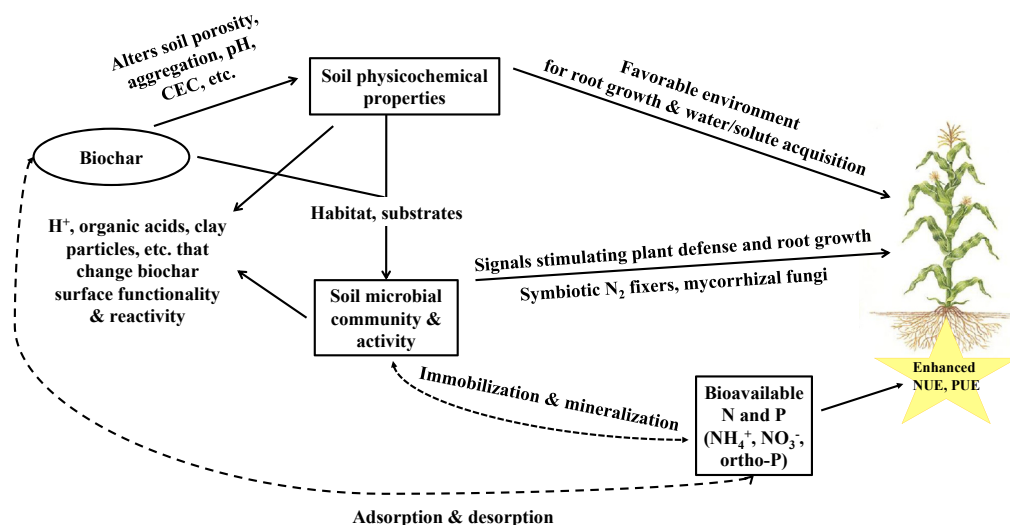 Alters soil porosity,
aggregation, pH,
CEC, etc.
Soil physicochemical
properties
Favorable environment
for root growth & water/solute acquisition
Biochar
Habitat, substrates
H⁺, organic acids, clay
particles, etc. that
change biochar
surface functionality
& reactivity
Signals stimulating plant defense and root growth
Symbiotic N₂ fixers, mycorrhizal fungi
Soil microbial
community &
activity
Immobilization & mineralization
Bioavailable
N and P
(NH₄⁺, NO₃⁻,
ortho-P)
Enhanced
NUE, PUE
Adsorption & desorption